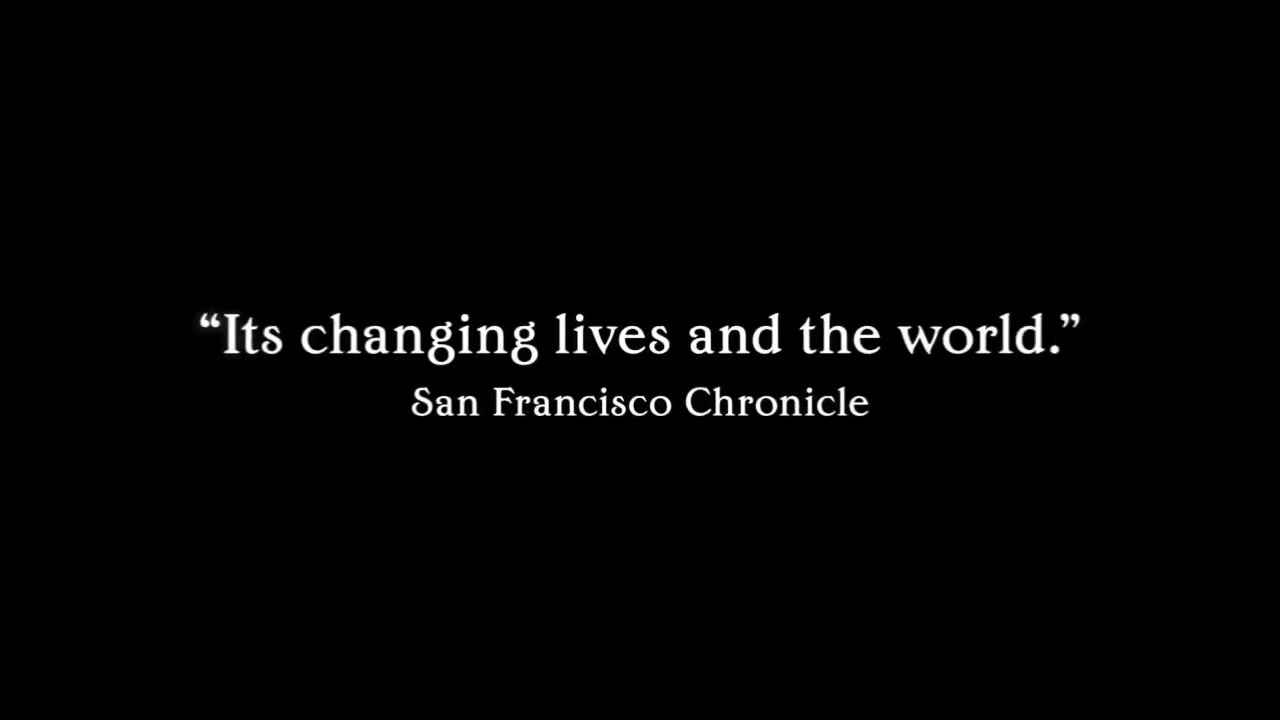 “Its changing lives and the world.”
San Francisco Chronicle